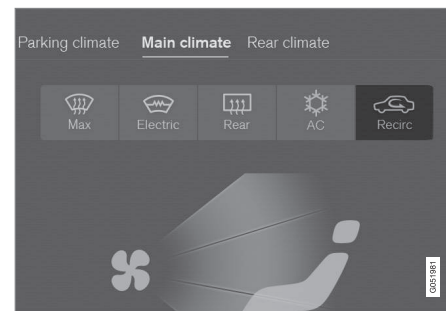 Parking climate Main climate Rear climate
Max Electric Rear AC Recirc
G051981